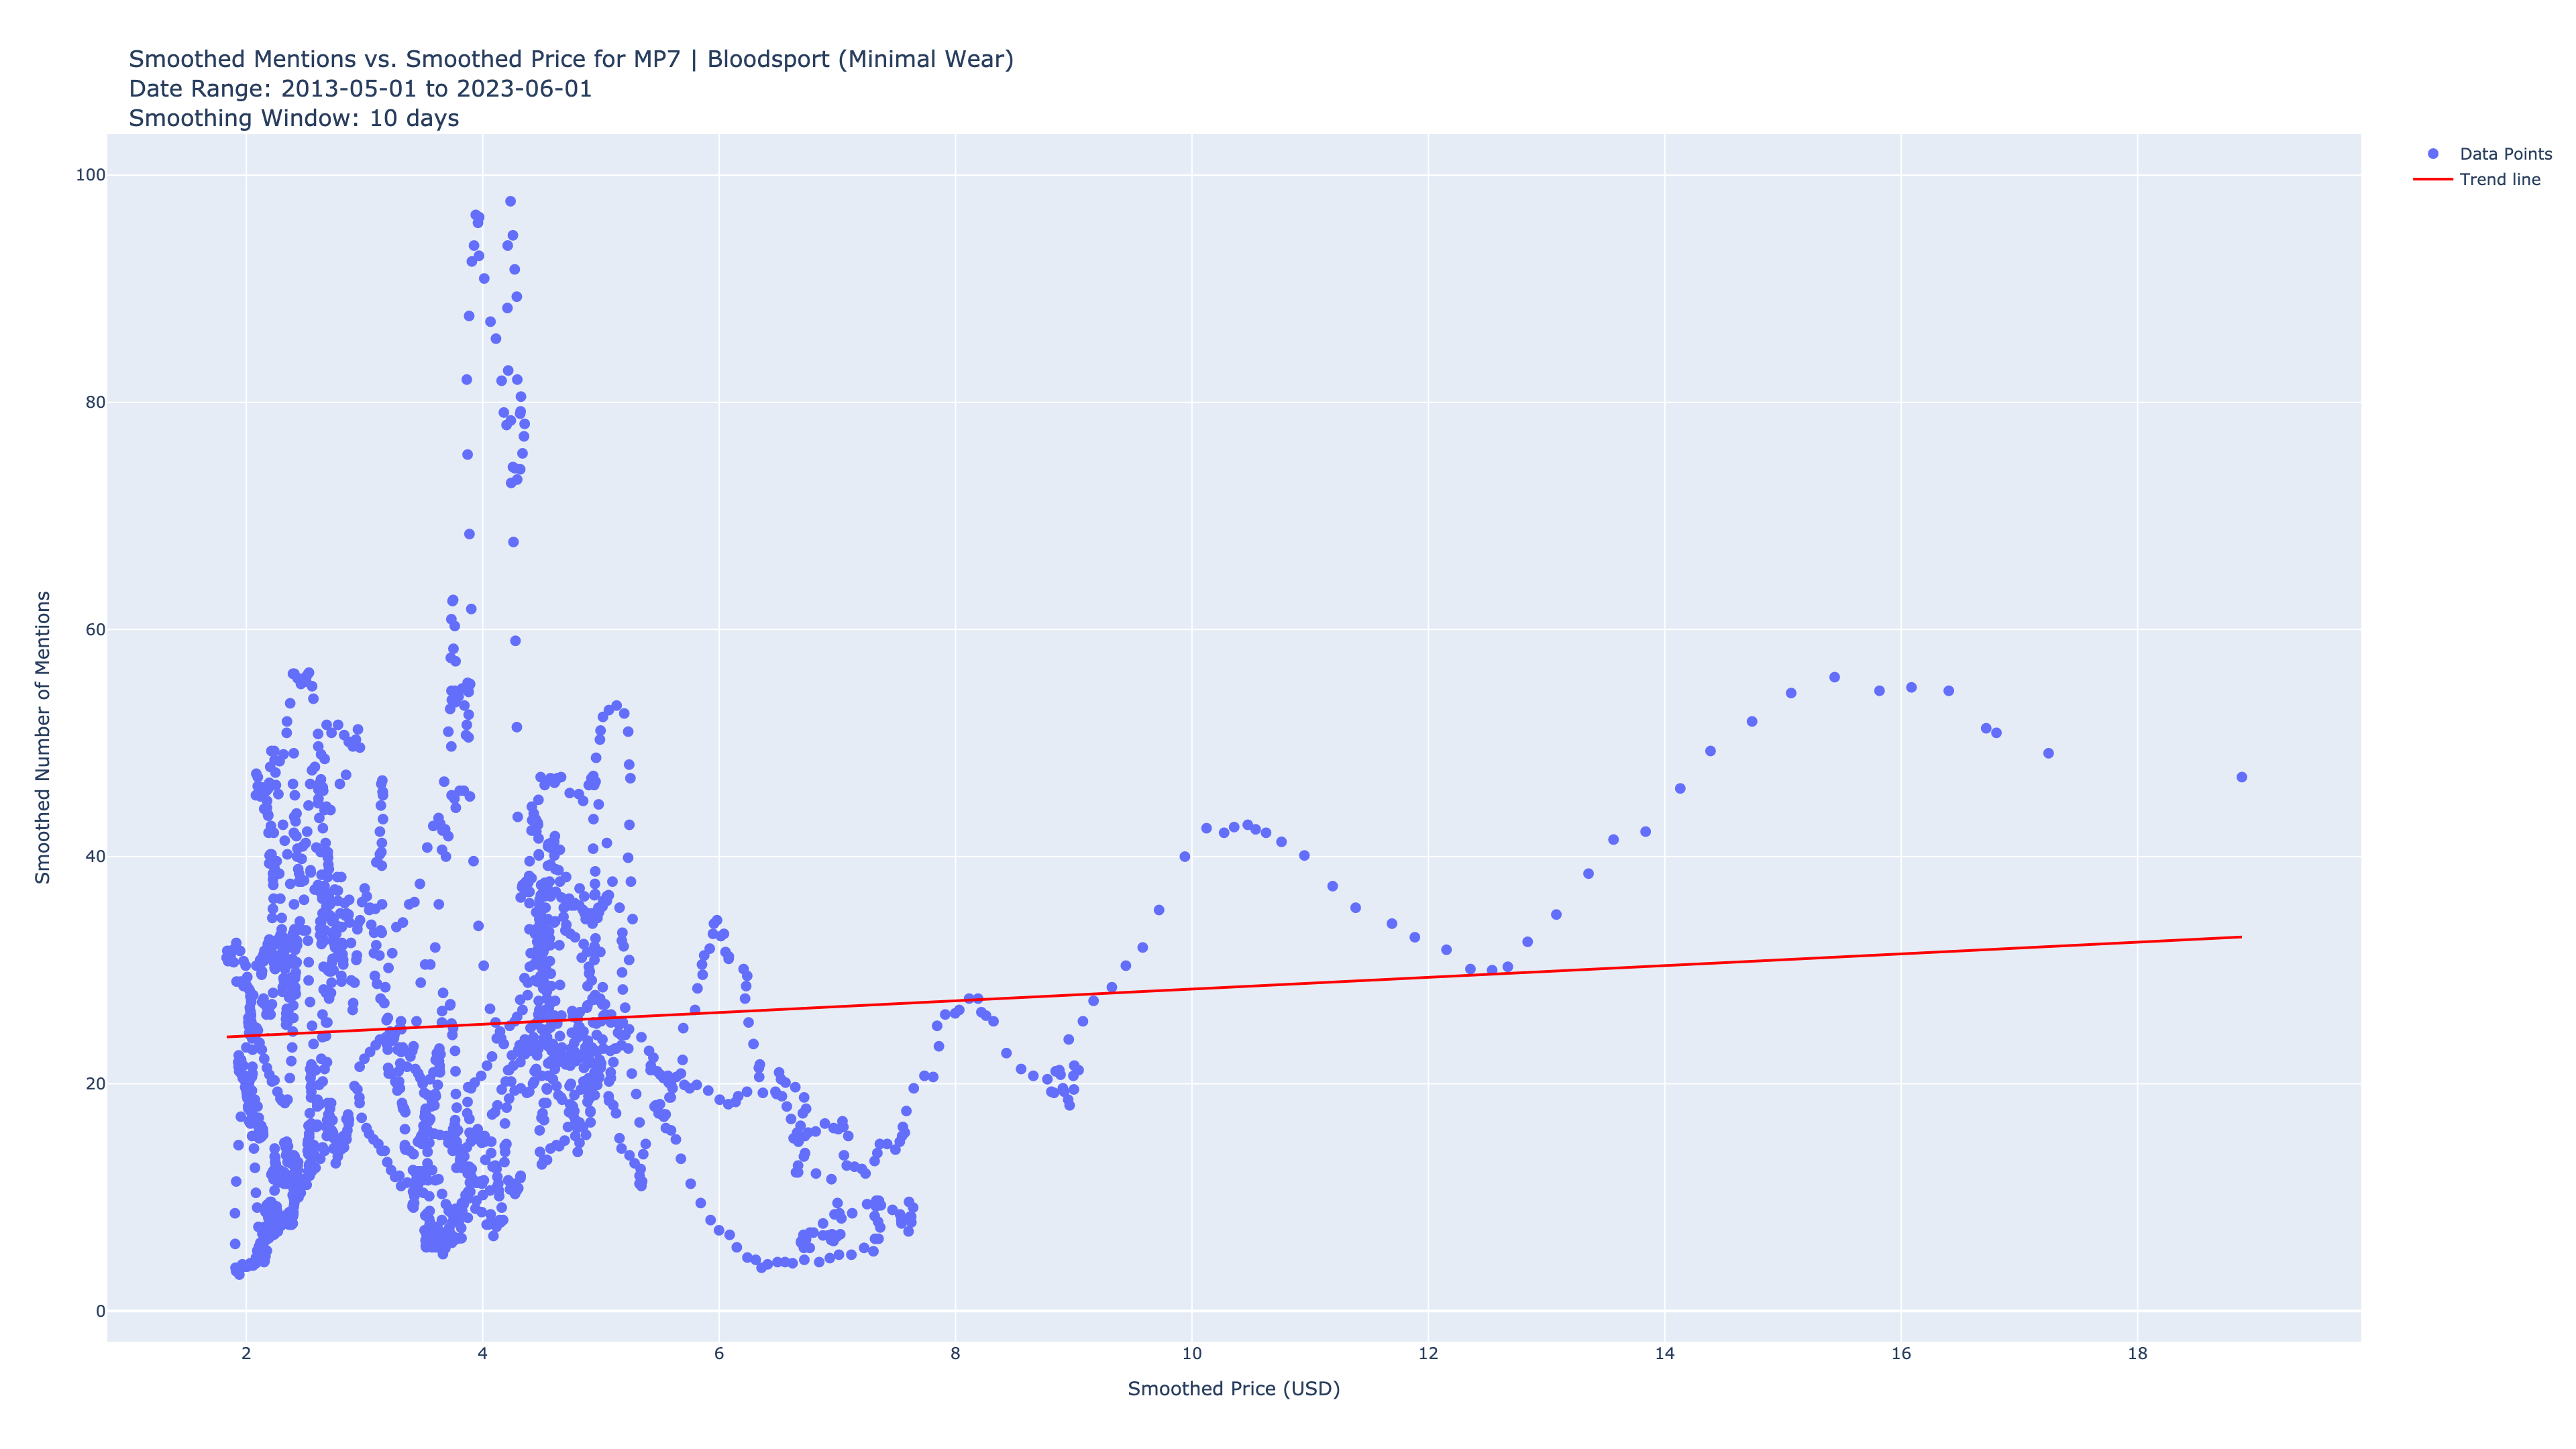 Smoothed Mentions vs. Smoothed Price for MP7 | Bloodsport (Minimal Wear)
Date Range: 2013-05-01 to 2023-06-01
Smoothing Window: 10 days
Data Points
Trend line
100
80
60
40
20
0
Smoothed Number of Mentions
2 4 6 8 10 12 14 16 18
Smoothed Price (USD)